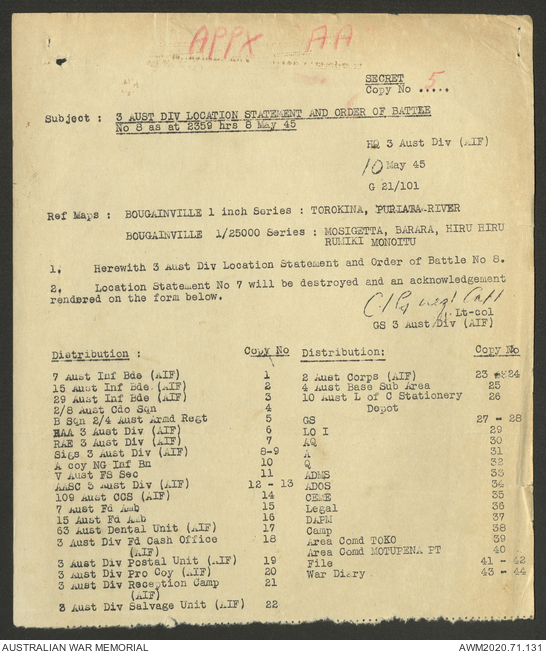 APPX AA
SECRET
Copy No 5.....
Subject : 3 AUST DIV LOCATION STATEMENT AND ORDER OF BATTLE
No 8 as at 2359 hrs 8 May 45
HQ 3 Aust Div (AIF)
10 May 45
G 21/101
Ref Maps : BOUGAINVILLE 1 inch Series : TOROKINA, PURIATA RIVER
BOUGAINVILLE 1/25000 Series : MOSIGETTA, BARARA, HIRU HIRU
RUMIKI MONOITU
1. Herewith 3 Aust Div Location Statement and Order of Battle No 8.
2. Location Statement No 7 will be destroyed and an acknowledgement
rendered on the form below.
Lt-col
GS 3 Aust Div (AIF)
Distribution : Copy No Distribution: Copy No
7 Aust Inf Bde (AIF) 1 2 Aust Corps (AIF) 23 & 24
15 Aust Inf Bde (AIF) 2 4 Aust Base Sub Area 25
29 Aust Inf Bde (AIF) 3 10 Aust L of C Stationery 26
2/8 Aust Cdo Sqn 4 Depot
B Sqn 2/4 Aust Armd Regt 5 GS 27 - 28
HAA 3 Aust Div (AIF) 6 LO I 29
RAE 3 Aust Div (AIF) 7 AQ 30
Sigs 3 Aust Div (AIF) 8-9 A 31
A coy NG Inf Bn 10 Q 32
V Aust FS Sec 11 ADMS 33
AASC 3 Aust Div (AIF) 12 - 13 ADOS 34
109 Aust CCS (AIF) 14 CEME 35
7 Aust Fd Amb 15 Legal 36
15 Aust Fd Amb 16 DAPM 37
63 Aust Dental Unit (AIF) 17 Camp 38
3 Aust Div Fd Cash Office 18 Area Comd TOKO 39
(AIF) Area Comd MOTUPENA PT 40
3 Aust Div Postal Unit (AIF) 19 File 41 - 42
3 Aust Div Pro Coy (AIF) 20 War Diary 43 - 44
3 Aust Div Reception Camp 21
(AIF)
3 Aust Div Salvage Unit (AIF) 22
AUSTRALIAN WAR MEMORIAL AWM2020.71.131